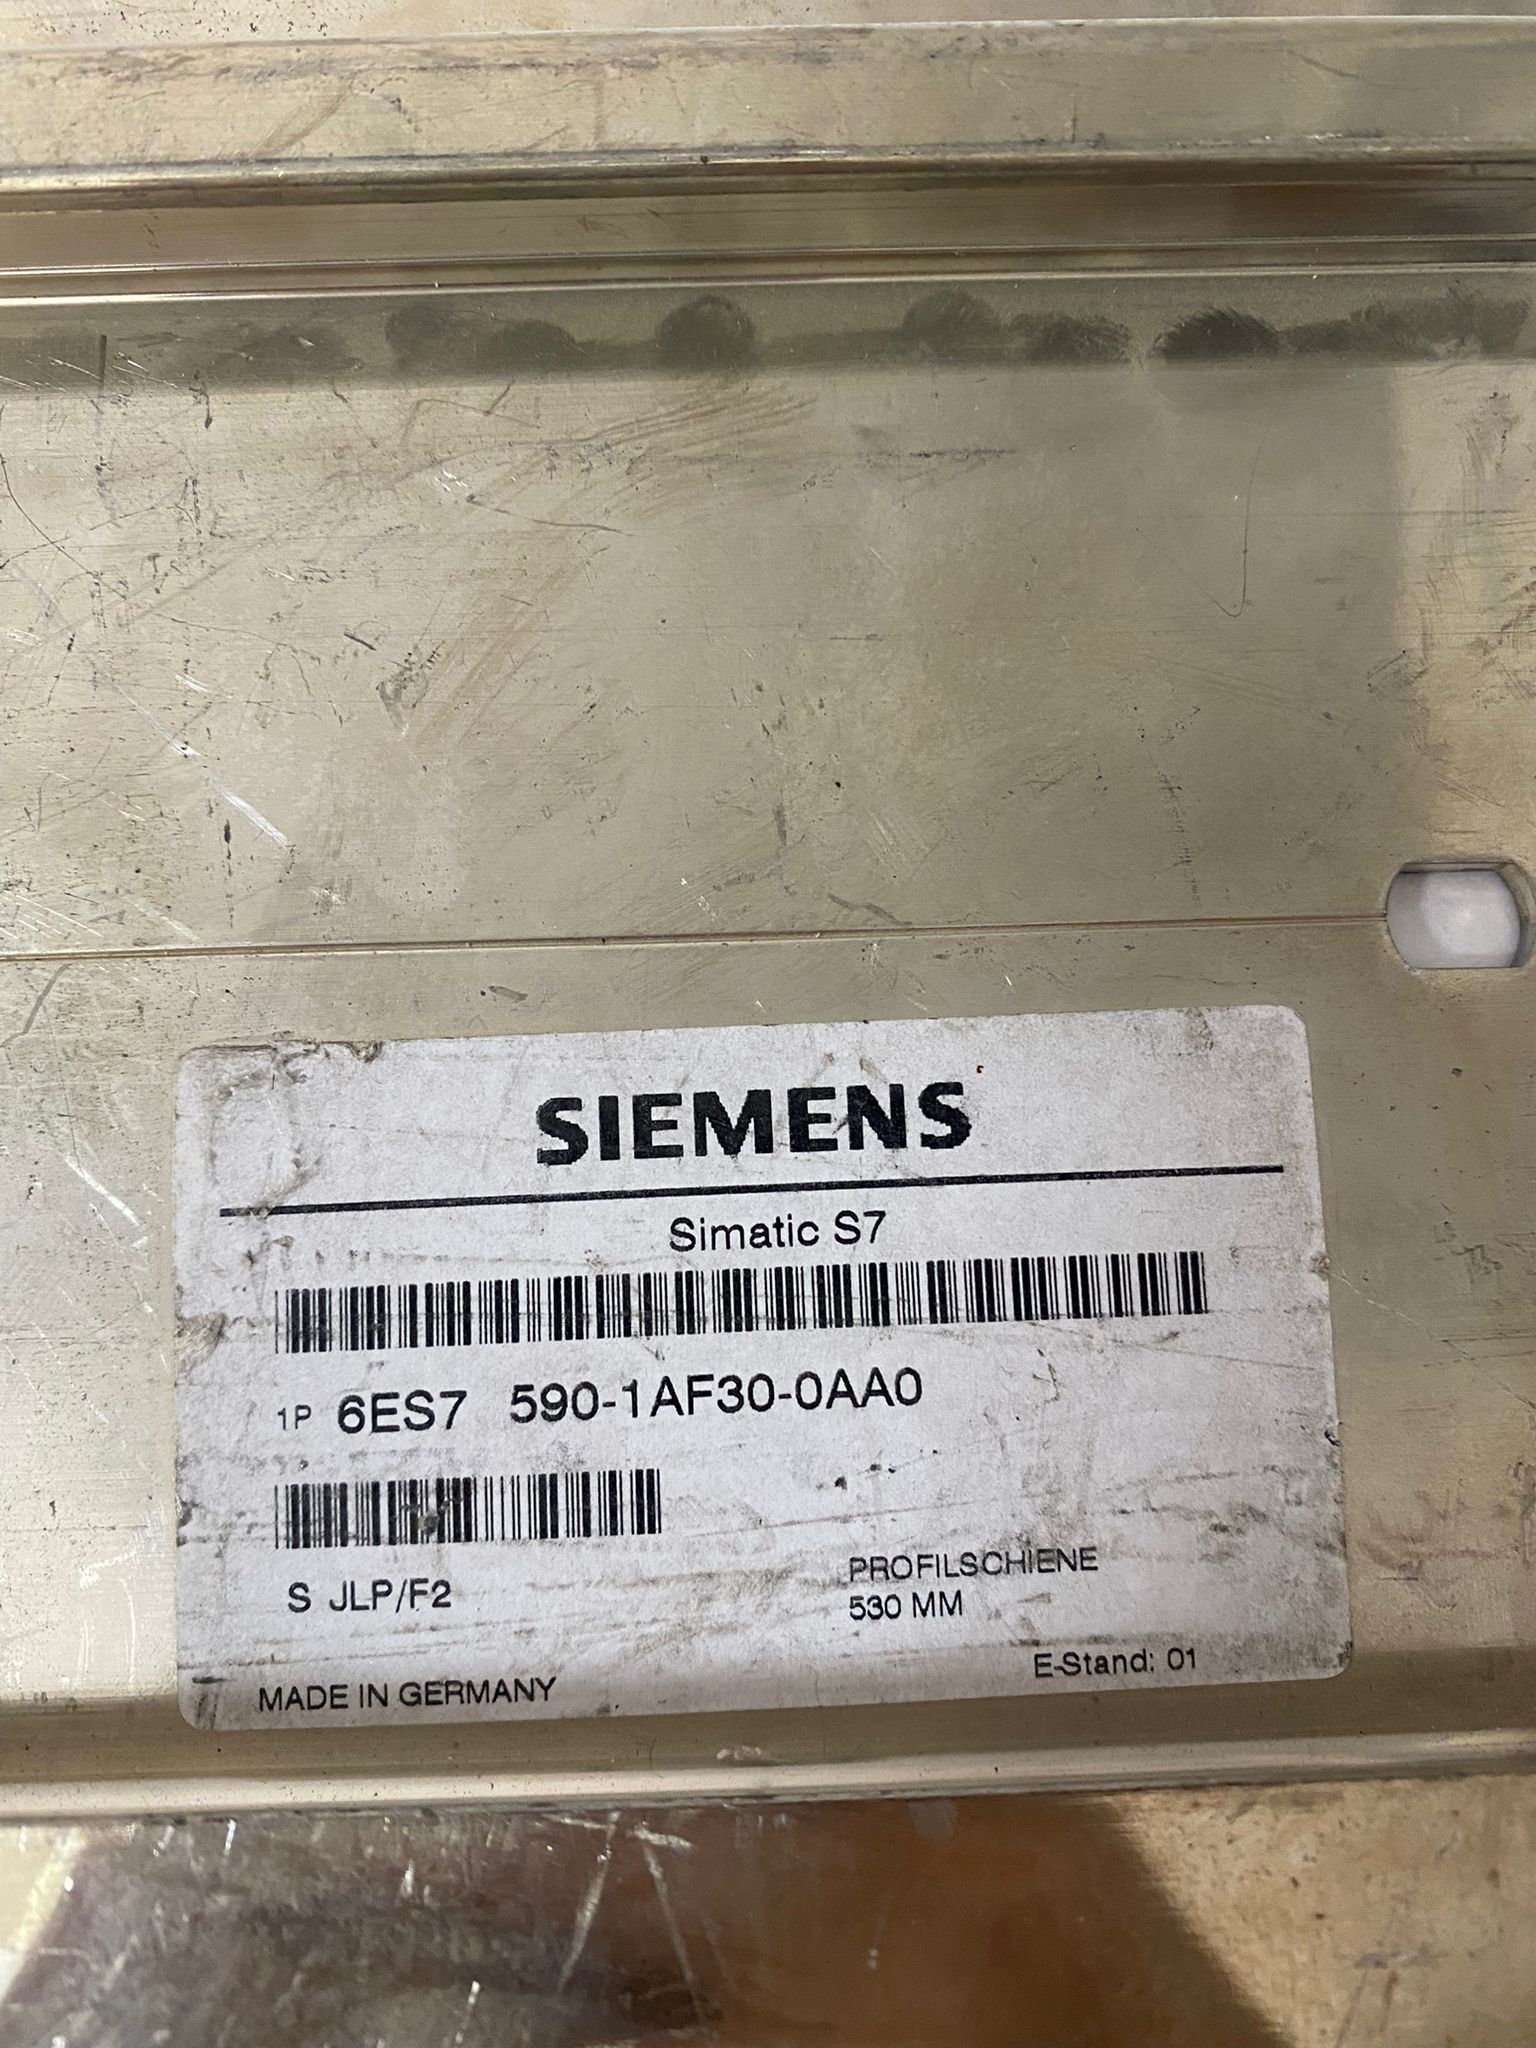 SIEMENS
Simatic S7
1P 6ES7 590-1AF30-0AA0
S JLP/F2
PROFILSCHIENE
530 MM
E-Stand: 01
MADE IN GERMANY